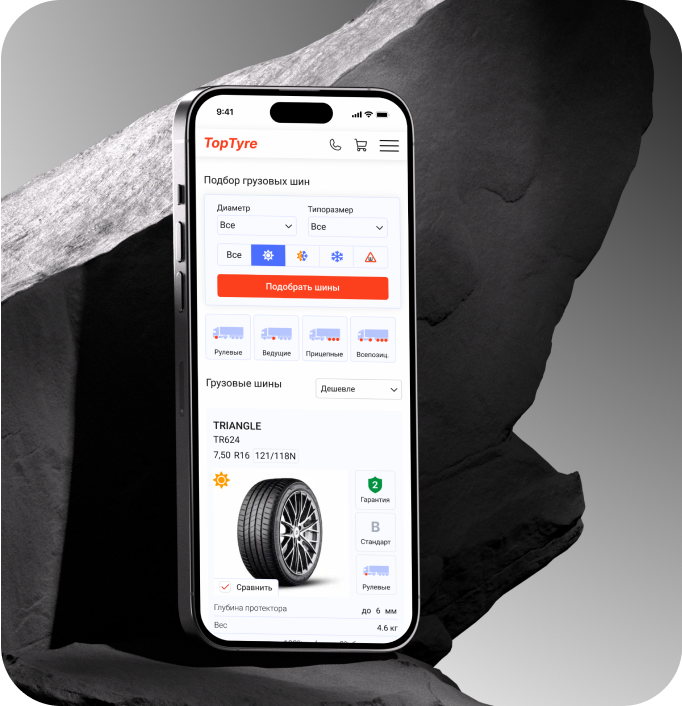 9:41
TopTyre
Подбор грузовых шин
Диаметр
Типоразмер
Все
Все
Все
Подобрать шины
Рулевые
Ведущие
Прицепные
Всепозиц
Грузовые шины
Дешевле
TRIANGLE
TR624
7,50 R16 121/118N
2
Гарантия
B
Стандарт
Рулевые
Сравнить
Глубина протектора
до 6 мм
Вес
4.6 кг